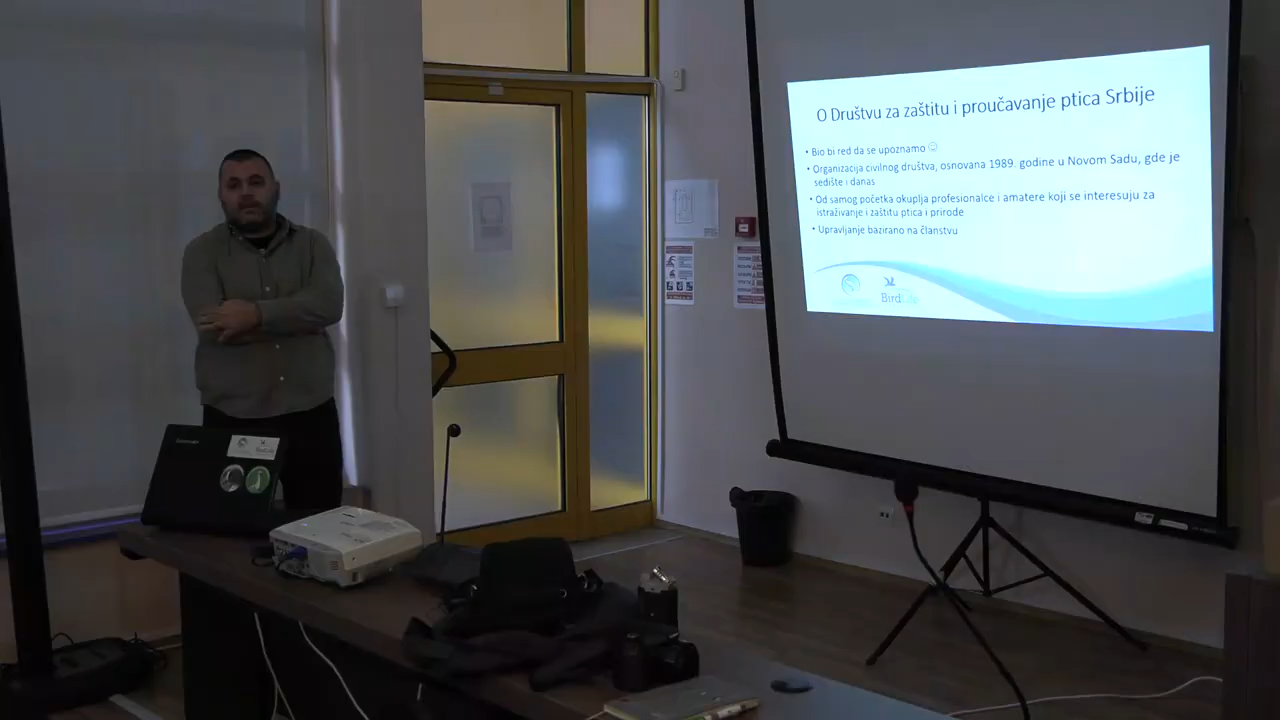 O Društvu za zaštitu i proučavanje ptica Srbije
• Bio bi red da se upoznamo ☺
• Organizacija civilnog društva, osnovana 1989. godine u Novom Sadu, gde je
sedište i danas
• Od samog početka okuplja profesionalce i amatere koji se interesuju za
istraživanje i zaštitu ptica i prirode
• Upravljanje bazirano na članstvu
BirdLife